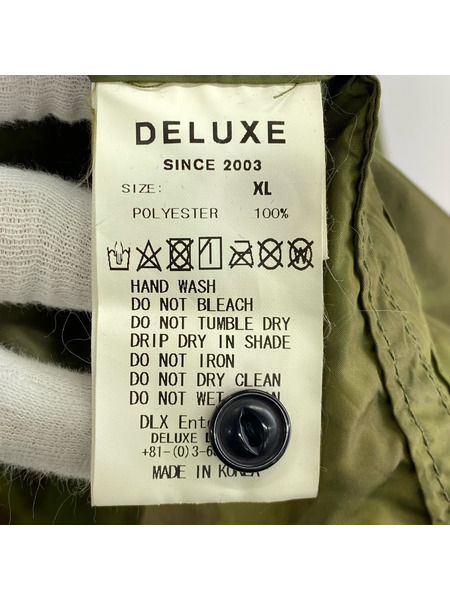 DELUXE
SINCE 2003
SIZE: XL
POLYESTER 100%
HAND WASH
DO NOT BLEACH
DO NOT TUMBLE DRY
DRIP DRY IN SHADE
DO NOT IRON
DO NOT DRY CLEAN
DO NOT WET
DLX
DELUXE
+81-(0)3-
MADE IN KOREA